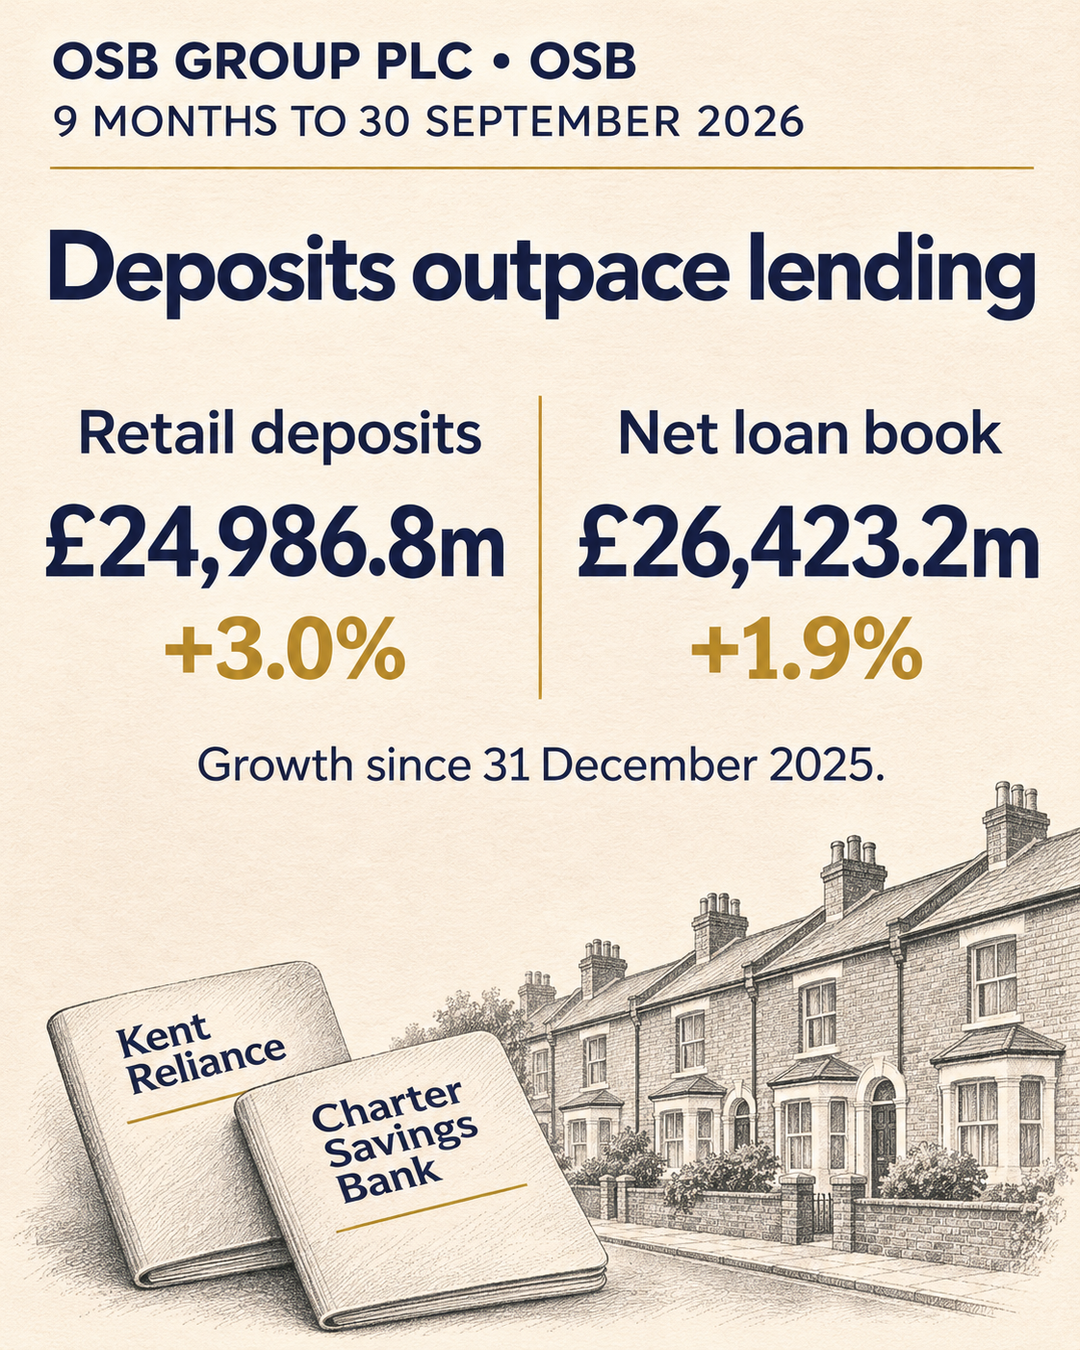 OSB GROUP PLC • OSB
9 MONTHS TO 30 SEPTEMBER 2026
Deposits outpace lending
Retail deposits
£24,986.8m
+3.0%
Net loan book
£26,423.2m
+1.9%
Growth since 31 December 2025.
Kent
Reliance
Charter
Savings
Bank